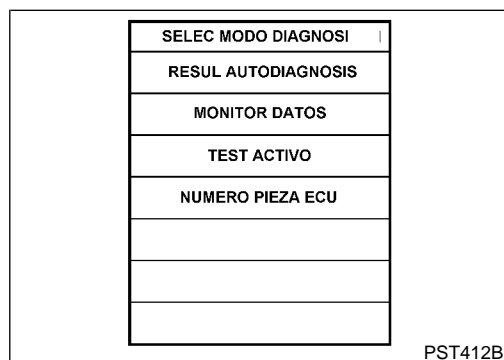 SELEC MODO DIAGNOSI
RESUL AUTODIAGNOSIS
MONITOR DATOS
TEST ACTIVO
NUMERO PIEZA ECU
PST412B